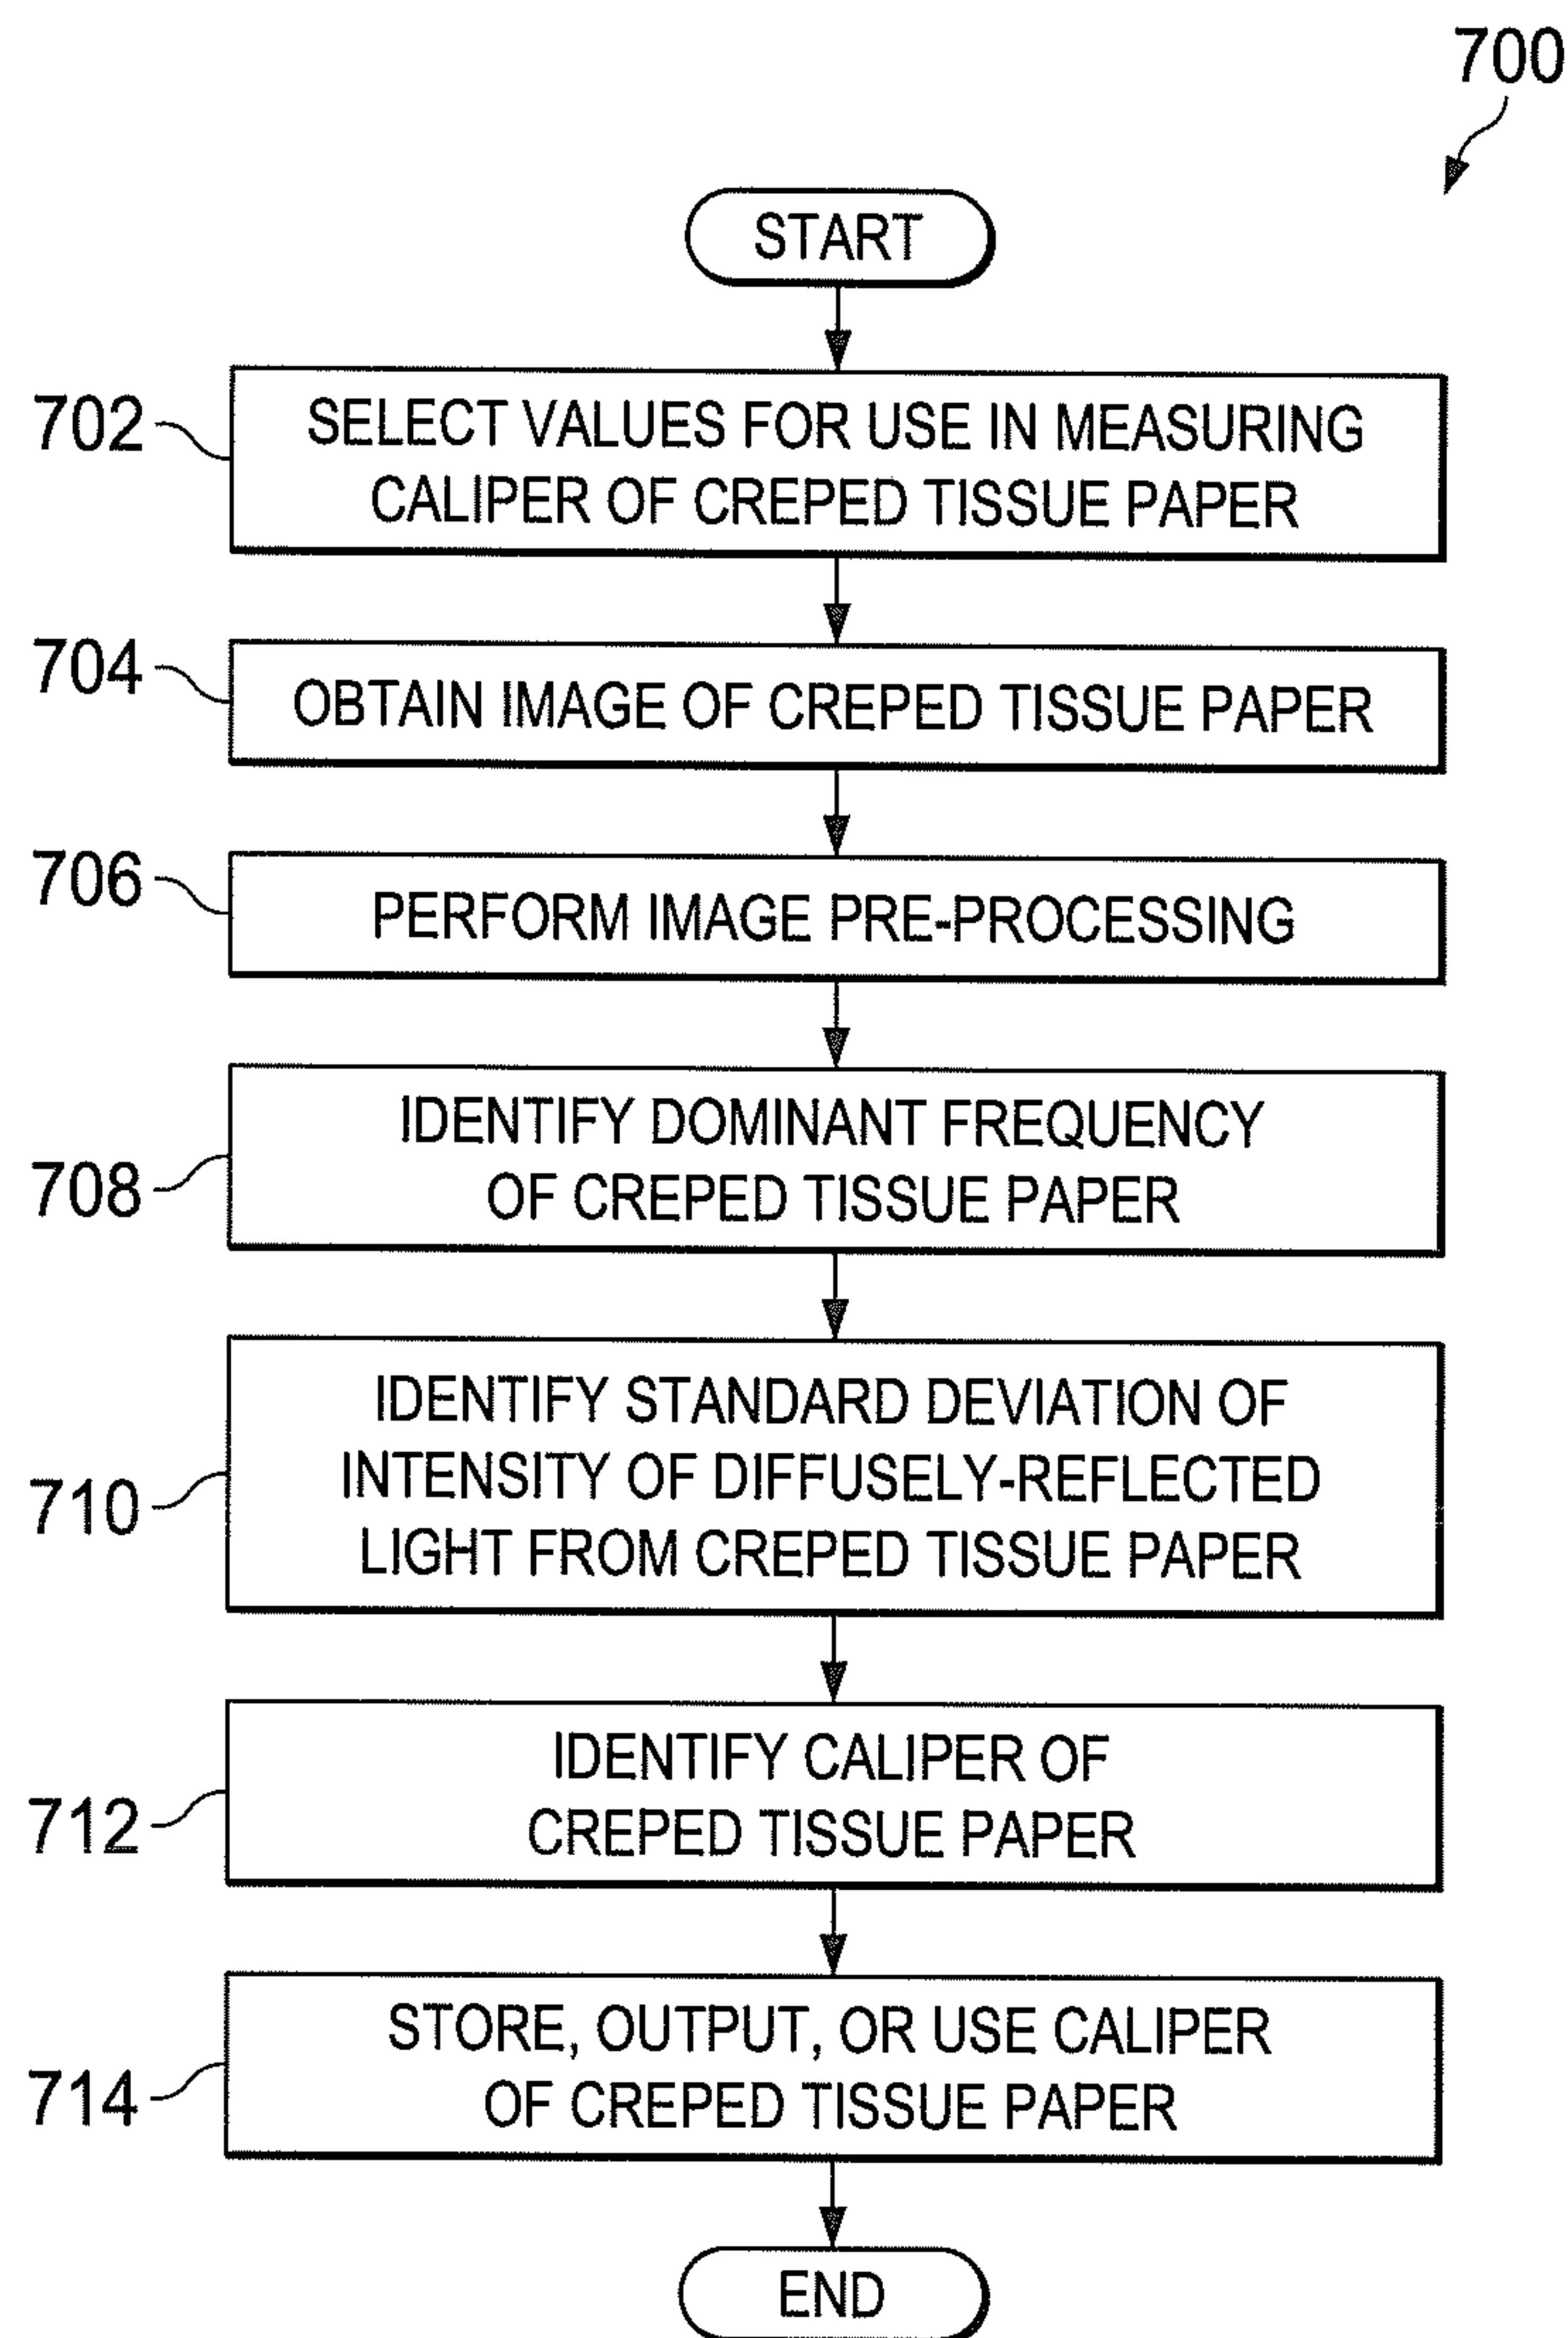 700
START
702
SELECT VALUES FOR USE IN MEASURING
CALIPER OF CREPED TISSUE PAPER
704
OBTAIN IMAGE OF CREPED TISSUE PAPER
706
PERFORM IMAGE PRE-PROCESSING
708
IDENTIFY DOMINANT FREQUENCY
OF CREPED TISSUE PAPER
710
IDENTIFY STANDARD DEVIATION OF
INTENSITY OF DIFFUSELY-REFLECTED
LIGHT FROM CREPED TISSUE PAPER
712
IDENTIFY CALIPER OF
CREPED TISSUE PAPER
714
STORE, OUTPUT, OR USE CALIPER
OF CREPED TISSUE PAPER
END